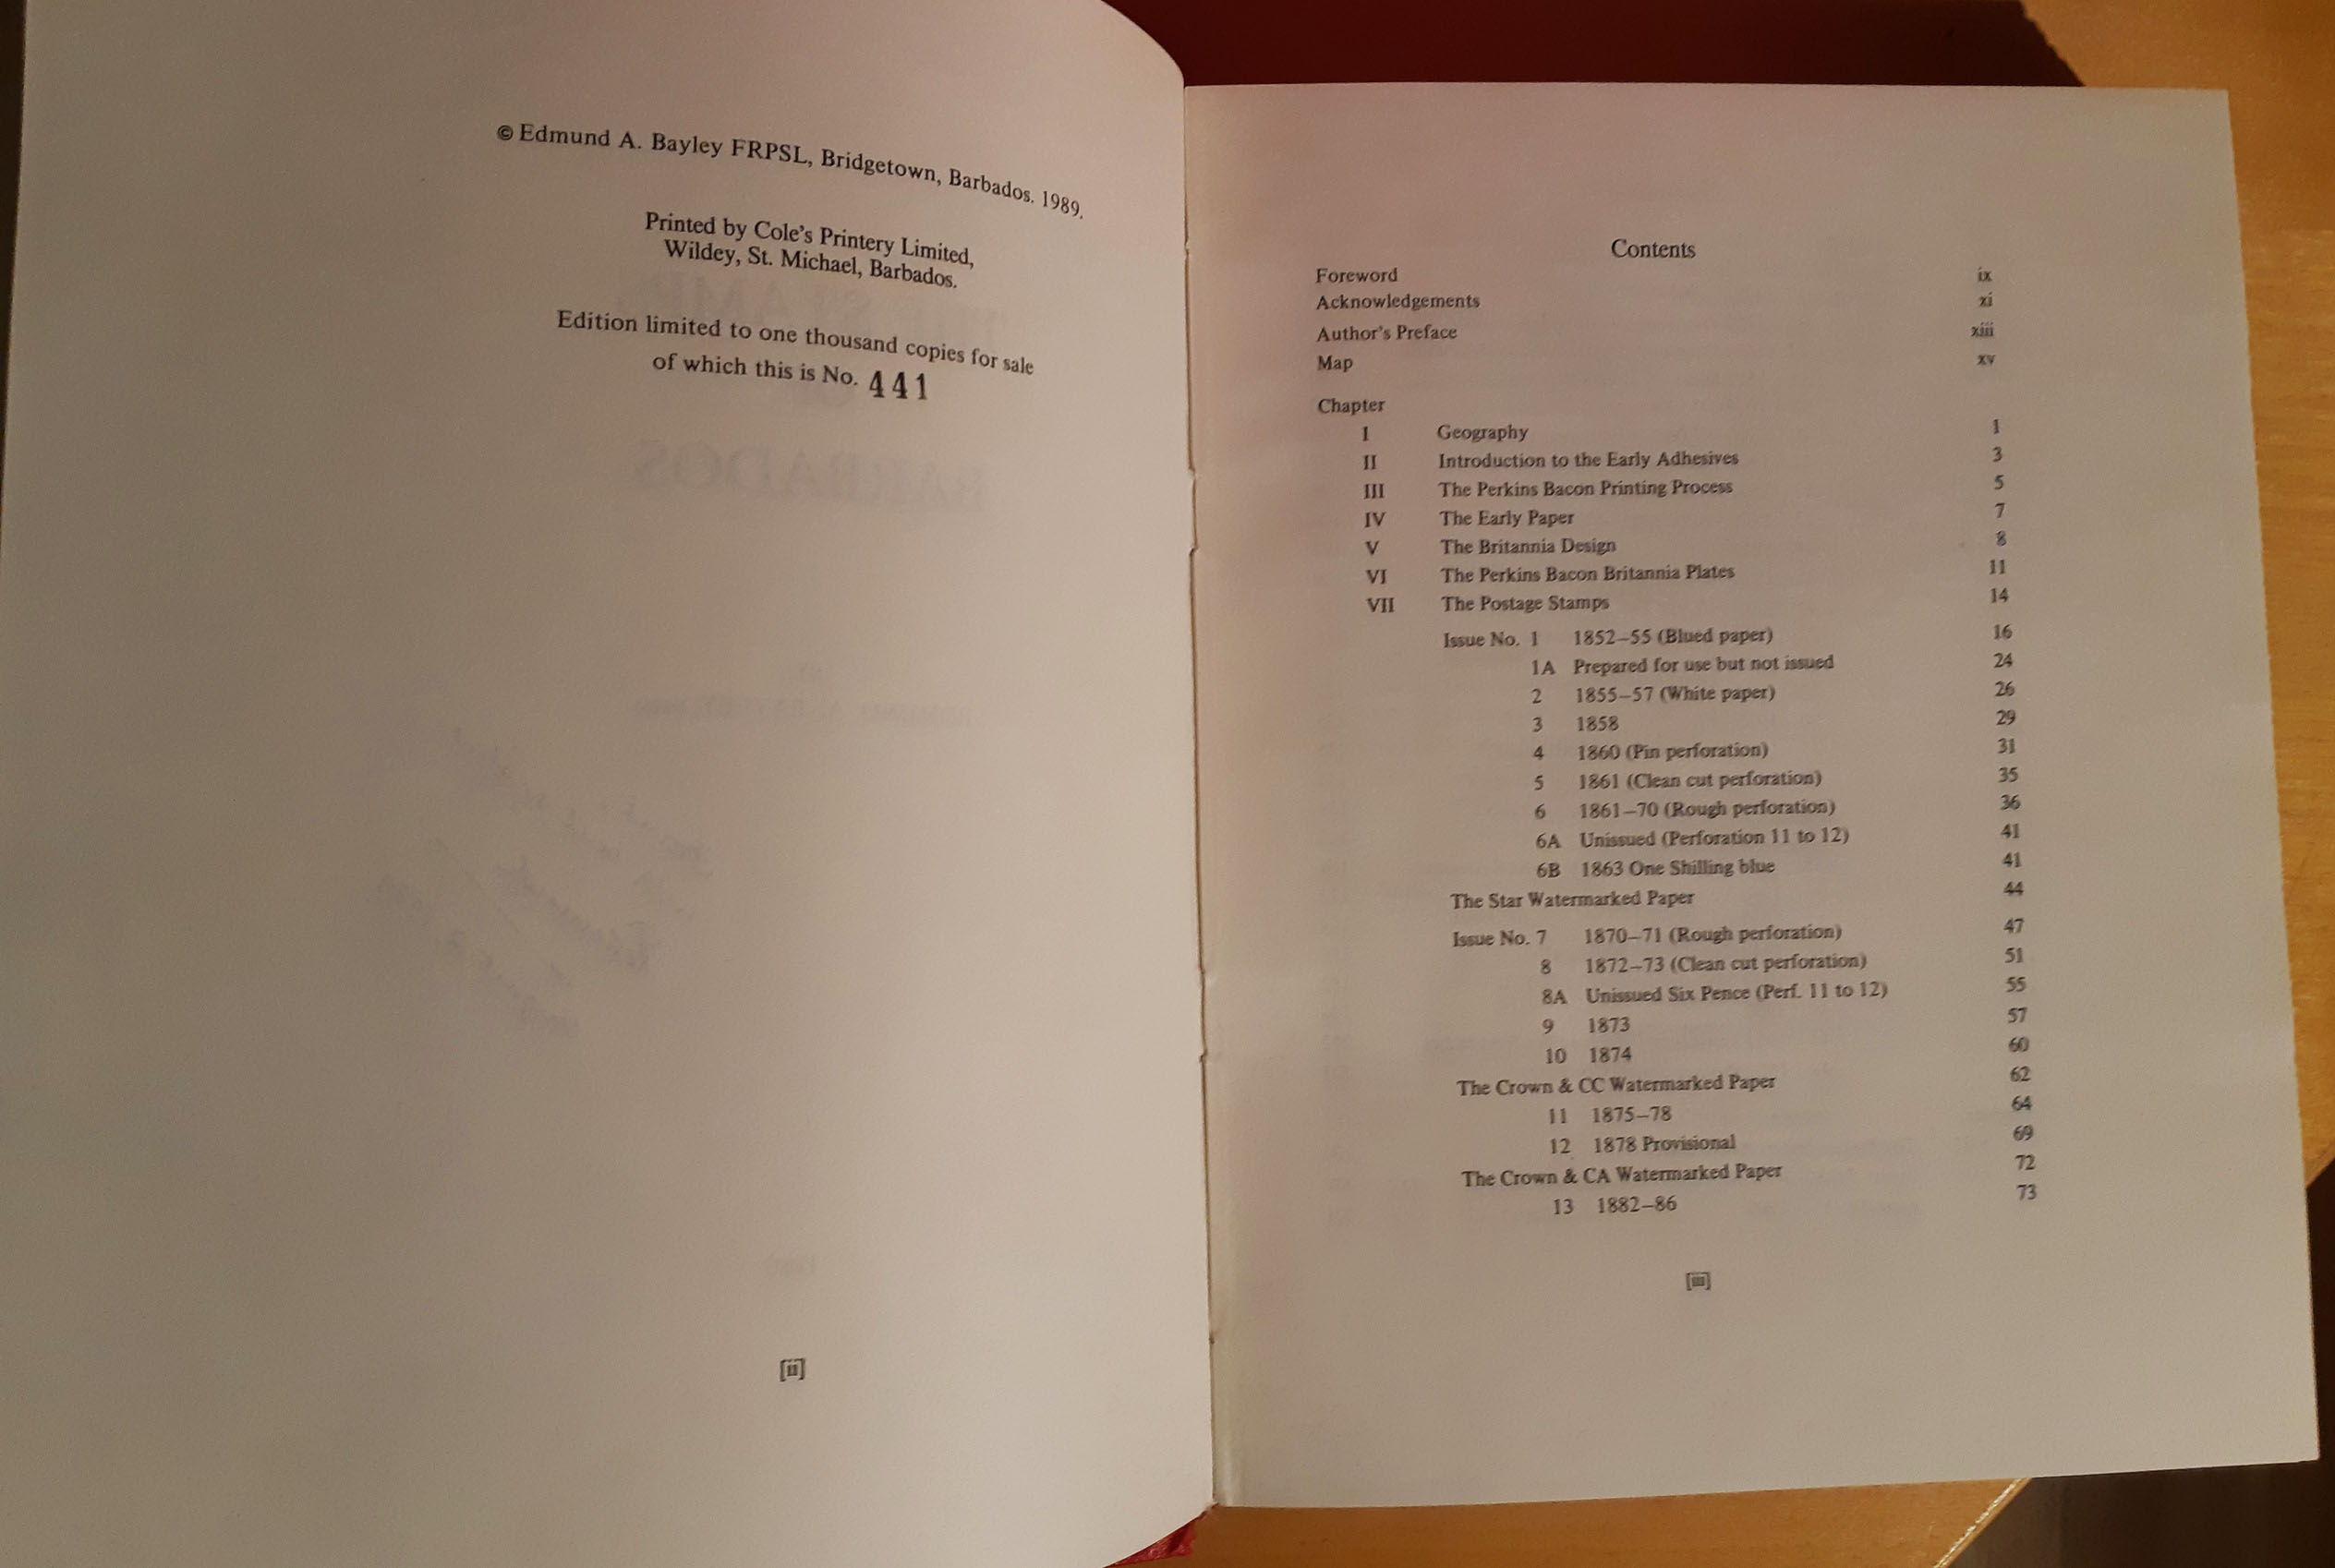 © Edmund A. Bayley FRPSL, Bridgetown, Barbados. 1989.
Printed by Cole's Printery Limited,
Wildey, St. Michael, Barbados.
Edition limited to one thousand copies for sale
of which this is No. 441
[ii]
Contents
Foreword ix
Acknowledgements xi
Author's Preface xiii
Map xv
Chapter
I Geography 1
II Introduction to the Early Adhesives 3
III The Perkins Bacon Printing Process 5
IV The Early Paper 7
V The Britannia Design 8
VI The Perkins Bacon Britannia Plates 11
VII The Postage Stamps 14
Issue No. 1 1852–55 (Blued paper) 16
1A Prepared for use but not issued 24
2 1855–57 (White paper) 26
3 1858 29
4 1860 (Pin perforation) 31
5 1861 (Clean cut perforation) 35
6 1861–70 (Rough perforation) 36
6A Unissued (Perforation 11 to 12) 41
6B 1863 One Shilling blue 41
The Star Watermarked Paper 44
Issue No. 7 1870–71 (Rough perforation) 47
8 1872–73 (Clean cut perforation) 51
8A Unissued Six Pence (Perf. 11 to 12) 55
9 1873 57
10 1874 60
The Crown & CC Watermarked Paper 62
11 1875–78 64
12 1878 Provisional 69
The Crown & CA Watermarked Paper 72
13 1882–86 73
[iii]